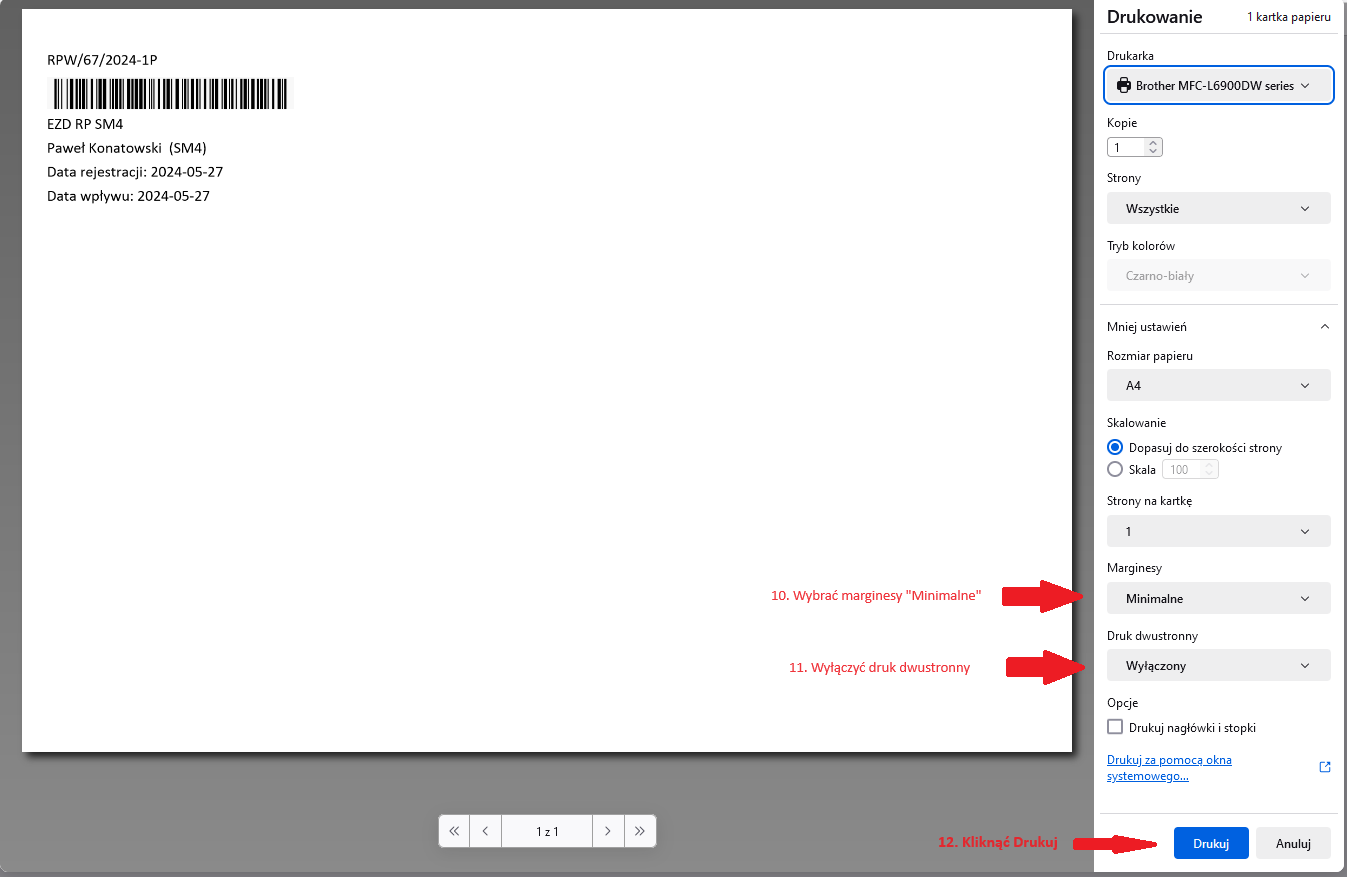 RPW/67/2024-1P
EZD RP SM4
Paweł Konatowski (SM4)
Data rejestracji: 2024-05-27
Data wpływu: 2024-05-27
10. Wybrać marginesy "Minimalne"
11. Wyłączyć druk dwustronny
1 z 1
12. Kliknąć Drukuj
Drukowanie
1 kartka papieru
Drukarka
Brother MFC-L6900DW series
Kopie
1
Strony
Wszystkie
Tryb kolorów
Czarno-biały
Mniej ustawień
Rozmiar papieru
A4
Skalowanie
Dopasuj do szerokości strony
Skala 100
Strony na kartkę
1
Marginesy
Minimalne
Druk dwustronny
Wyłączony
Opcje
Drukuj nagłówki i stopki
Drukuj za pomocą okna
systemowego...
Drukuj
Anuluj